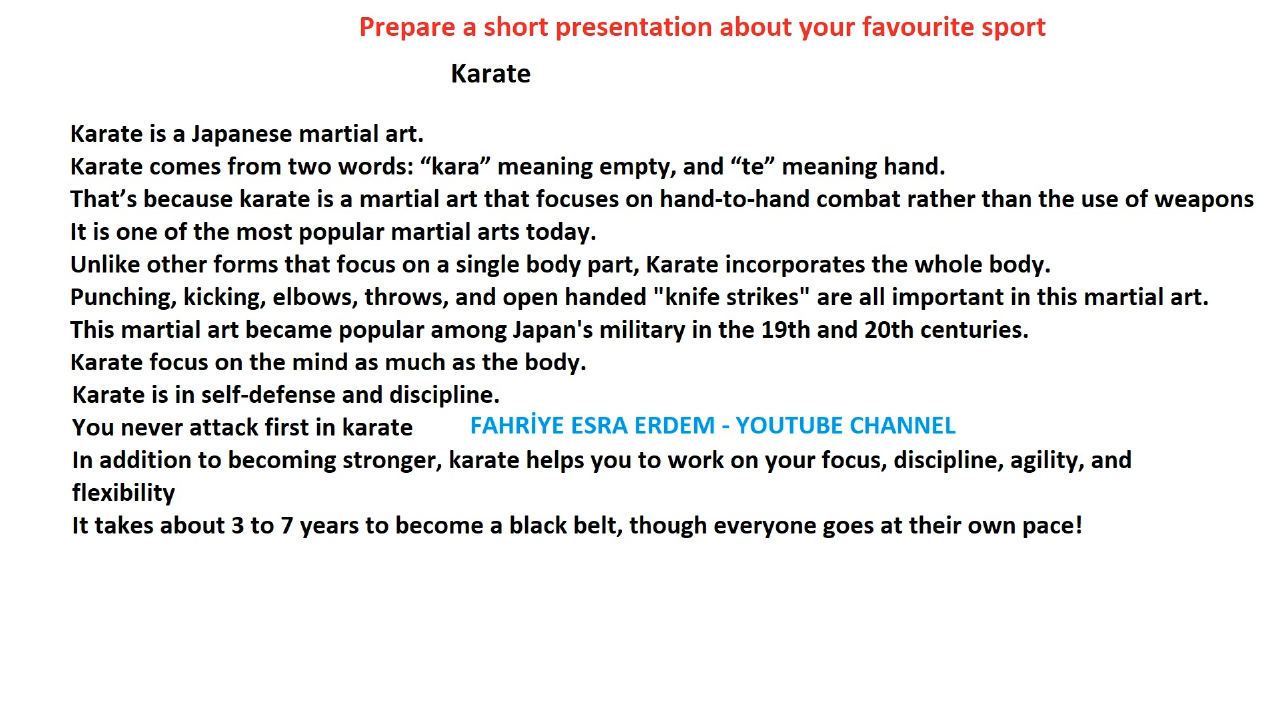 Prepare a short presentation about your favourite sport
Karate
Karate is a Japanese martial art.
Karate comes from two words: “kara” meaning empty, and “te” meaning hand.
That’s because karate is a martial art that focuses on hand-to-hand combat rather than the use of weapons
It is one of the most popular martial arts today.
Unlike other forms that focus on a single body part, Karate incorporates the whole body.
Punching, kicking, elbows, throws, and open handed "knife strikes" are all important in this martial art.
This martial art became popular among Japan's military in the 19th and 20th centuries.
Karate focus on the mind as much as the body.
Karate is in self-defense and discipline.
You never attack first in karate
FAHRİYE ESRA ERDEM - YOUTUBE CHANNEL
In addition to becoming stronger, karate helps you to work on your focus, discipline, agility, and
flexibility
It takes about 3 to 7 years to become a black belt, though everyone goes at their own pace!